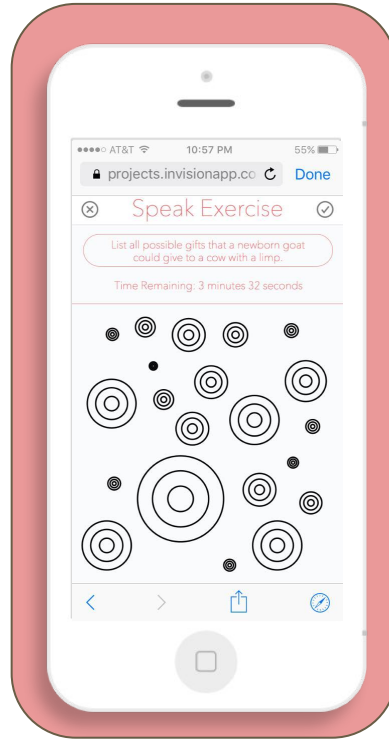 AT&T 10:57 PM 55%
projects.invisionapp.co Done
Speak Exercise
List all possible gifts that a newborn goat
could give to a cow with a limp..
Time Remaining: 3 minutes 32 seconds